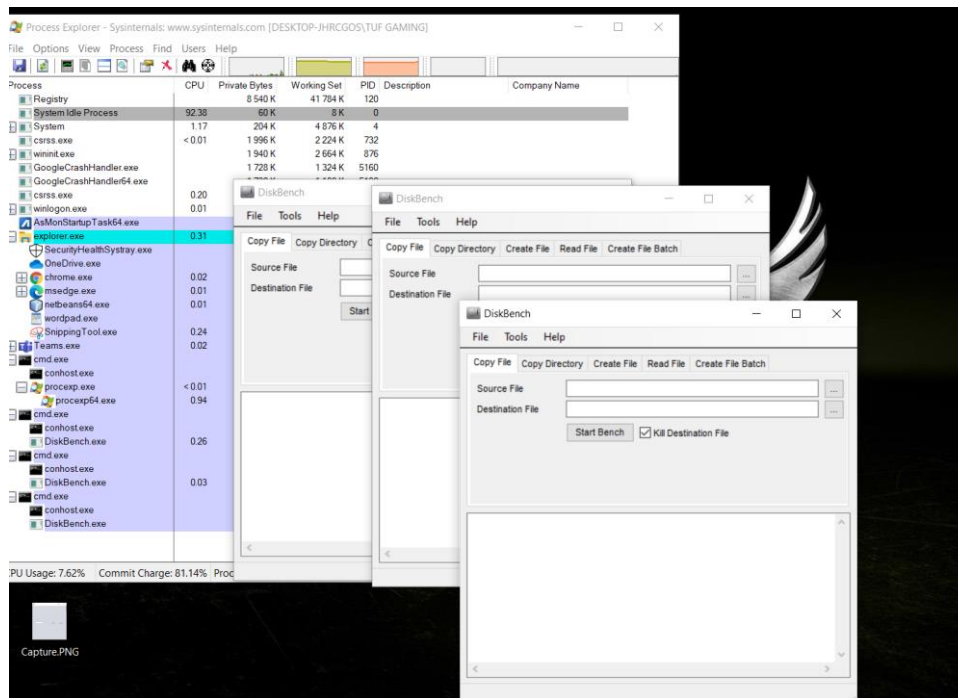 Process Explorer - Sysinternals: www.sysinternals.com [DESKTOP-JHRCGOS\TUF GAMING]
File Options View Process Find Users Help
Process CPU Private Bytes Working Set PID Description Company Name
Registry 8 540 K 41 784 K 120
System Idle Process 92.38 60 K 8 K 0
System 1.17 204 K 4 876 K 4
csrss.exe < 0.01 1 996 K 2 224 K 732
wininit.exe 1 940 K 2 664 K 876
GoogleCrashHandler.exe 1 728 K 1 324 K 5160
GoogleCrashHandler64.exe
csrss.exe 0.20
winlogon.exe 0.01
AsMonStartupTask64.exe
explorer.exe 0.31
SecurityHealthSystray.exe
OneDrive.exe
chrome.exe 0.02
msedge.exe 0.01
netbeans64.exe 0.01
wordpad.exe
SnippingTool.exe 0.24
Teams.exe 0.02
cmd.exe
conhost.exe
procexp.exe < 0.01
procexp64.exe 0.94
cmd.exe
conhost.exe
DiskBench.exe 0.26
cmd.exe
conhost.exe
DiskBench.exe 0.03
cmd.exe
conhost.exe
DiskBench.exe
CPU Usage: 7.62% Commit Charge: 81.14% Proc
DiskBench
File Tools Help
Copy File Copy Directory C
Source File
Destination File
Start
DiskBench
File Tools Help
Copy File Copy Directory Create File Read File Create File Batch
Source File ...
Destination File ...
DiskBench
File Tools Help
Copy File Copy Directory Create File Read File Create File Batch
Source File ...
Destination File ...
Start Bench Kill Destination File
Capture.PNG